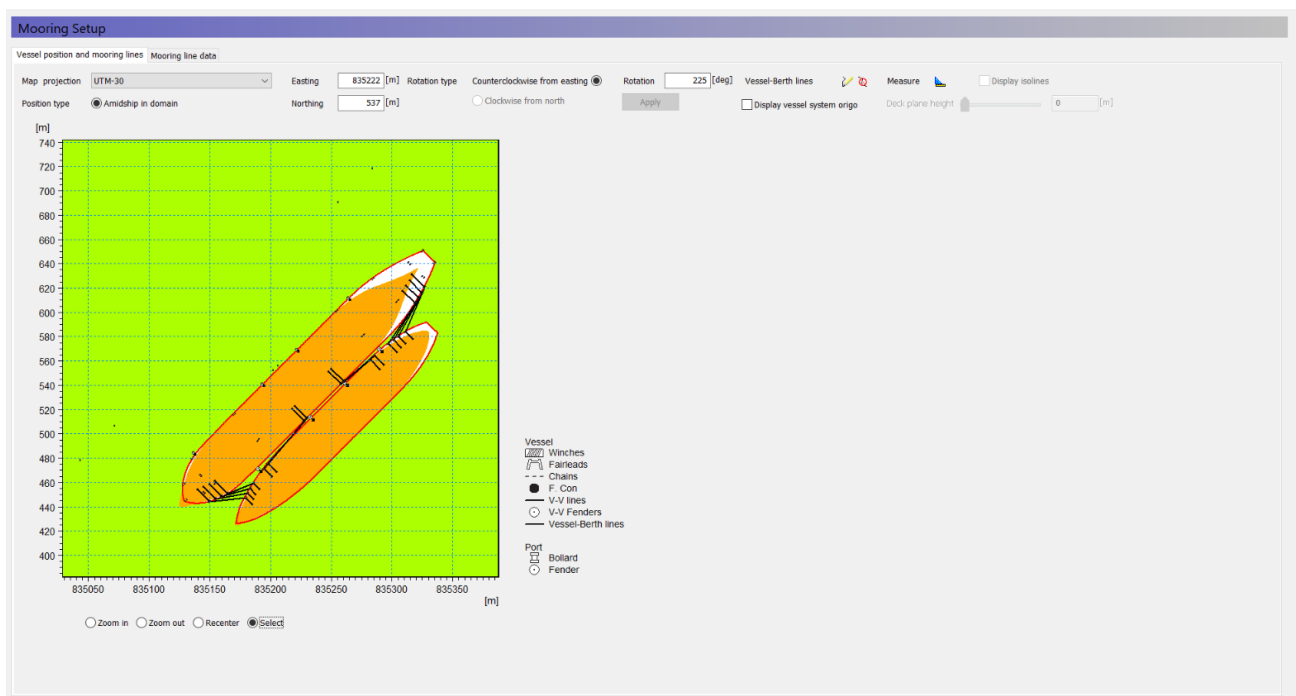 Mooring Setup
Vessel position and mooring lines Mooring line data
Map projection UTM-30 Easting 835222 [m] Rotation type Counterclockwise from easting Rotation 225 [deg] Vessel-Berth lines Measure Display isolines
Position type Amidship in domain Northing 537 [m] Clockwise from north Apply Display vessel system origo Deck plane height 0 [m]
[m]
740
720
700
680
660
640
620
600
580
560
540
520
500
480
460
440
420
400
835050 835100 835150 835200 835250 835300 835350
[m]
Vessel
Winches
Fairleads
Chains
F. Con
V-V lines
V-V Fenders
Vessel-Berth lines
Port
Bollard
Fender
Zoom in Zoom out Recenter Select